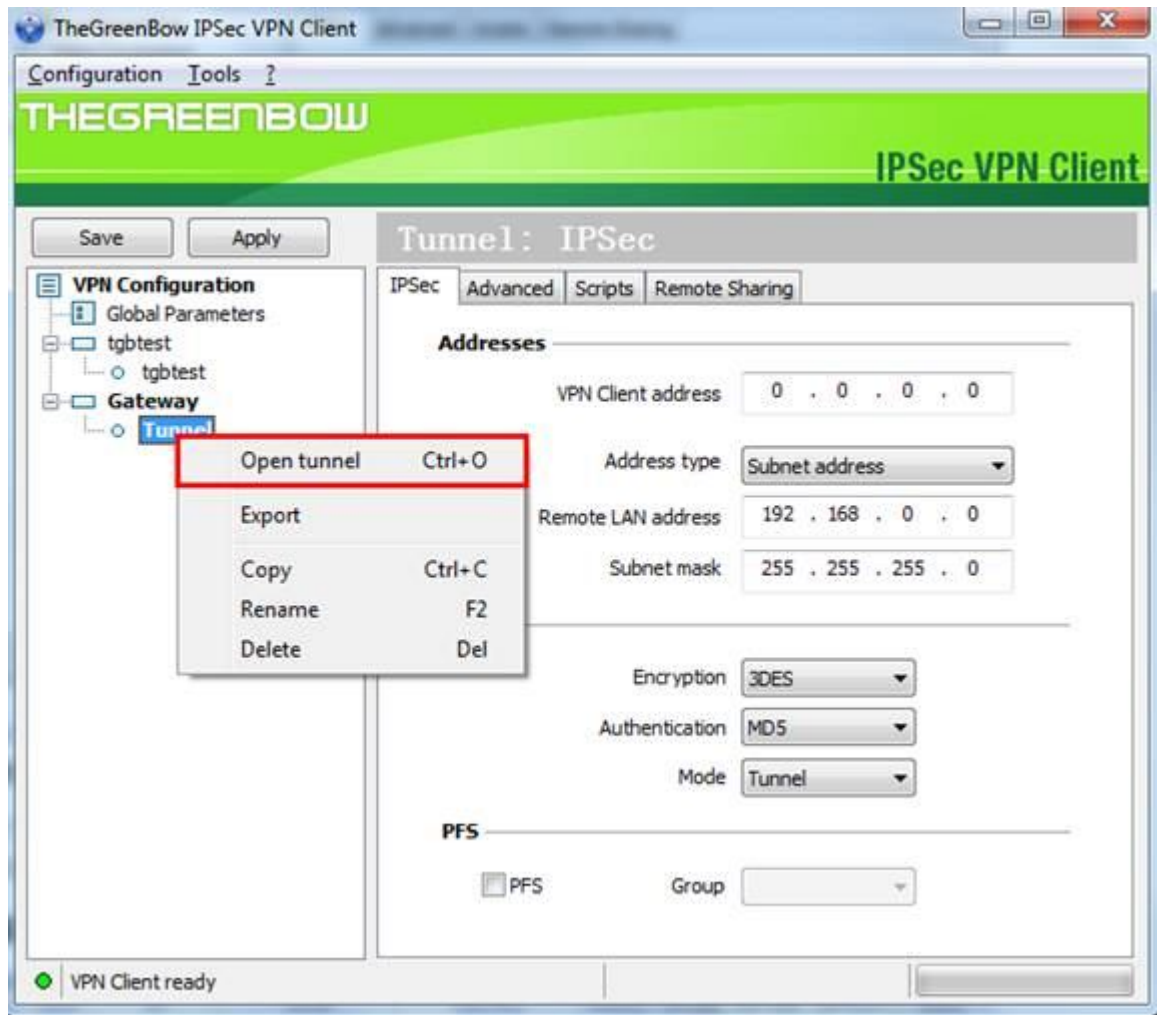 TheGreenBow IPSec VPN Client
Configuration Tools ?
THEGREENBOW
IPSec VPN Client
Save Apply
Tunnel: IPSec
VPN Configuration
Global Parameters
tgbtest
tgbtest
Gateway
Tunnel
Open tunnel Ctrl+O
Export
Copy Ctrl+C
Rename F2
Delete Del
IPSec Advanced Scripts Remote Sharing
Addresses
VPN Client address 0 . 0 . 0 . 0
Address type Subnet address
Remote LAN address 192 . 168 . 0 . 0
Subnet mask 255 . 255 . 255 . 0
Encryption 3DES
Authentication MD5
Mode Tunnel
PFS
PFS Group
VPN Client ready